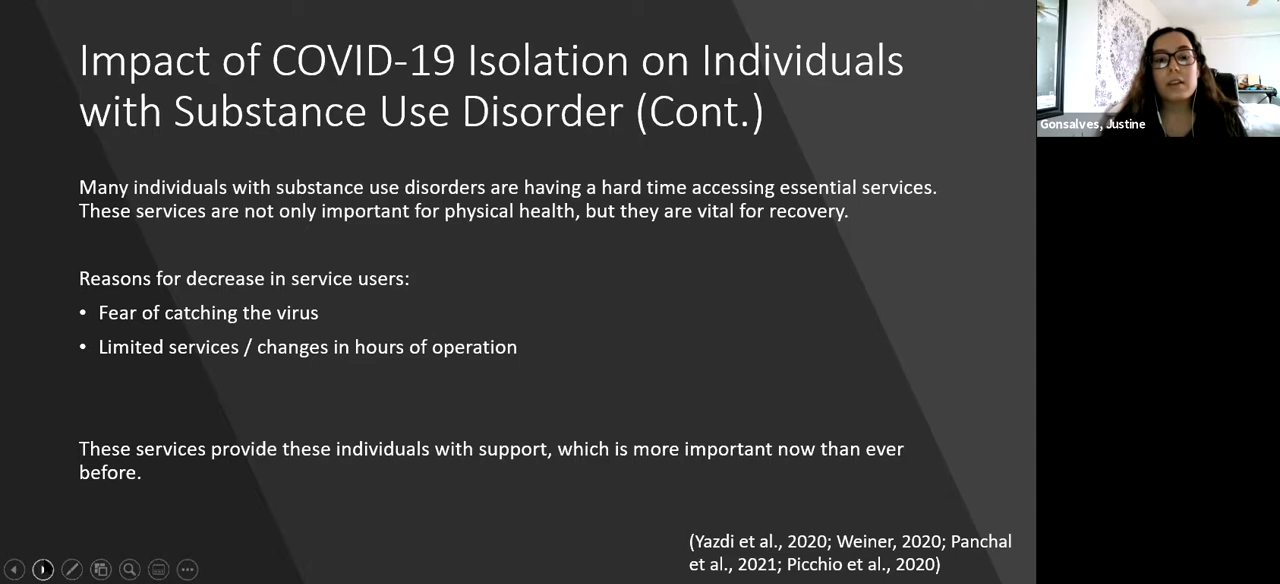 Impact of COVID-19 Isolation on Individuals
with Substance Use Disorder (Cont.)
Gonsalves, Justine
Many individuals with substance use disorders are having a hard time accessing essential services.
These services are not only important for physical health, but they are vital for recovery.
Reasons for decrease in service users:
• Fear of catching the virus
• Limited services / changes in hours of operation
These services provide these individuals with support, which is more important now than ever
before.
(Yazdi et al., 2020; Weiner, 2020; Panchal
et al., 2021; Picchio et al., 2020)